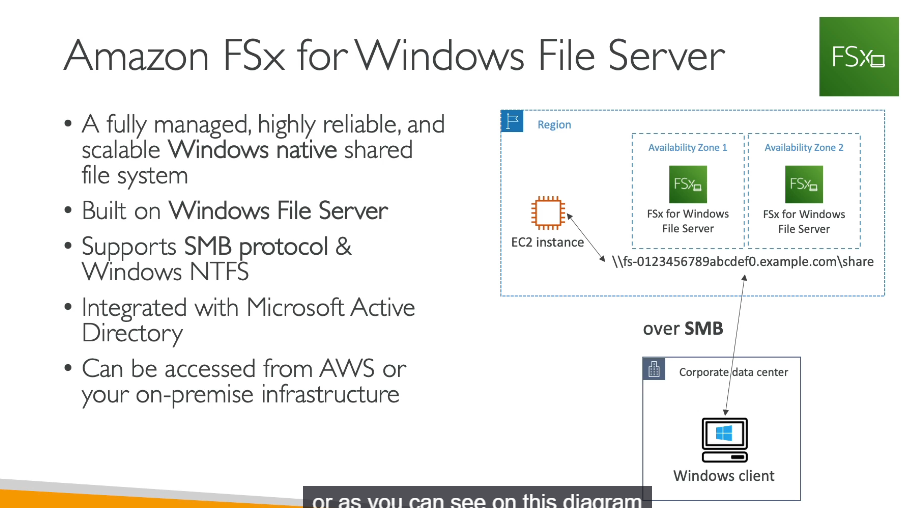 Amazon FSx for Windows File Server
FSx
• A fully managed, highly reliable, and
scalable Windows native shared
file system
• Built on Windows File Server
• Supports SMB protocol &
Windows NTFS
• Integrated with Microsoft Active
Directory
• Can be accessed from AWS or
your on-premise infrastructure
Region
Availability Zone 1
FSx
FSx for Windows
File Server
Availability Zone 2
FSx
FSx for Windows
File Server
EC2 instance
\\fs-0123456789abcdef0.example.com\share
over SMB
Corporate data center
Windows client
or as you can see on this diagram